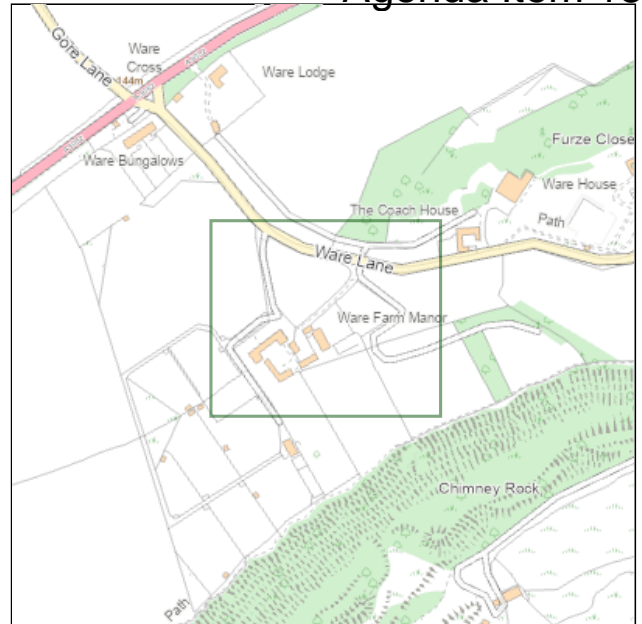 Agenda Item 10
Gore Lane
Ware
Cross
144m
Ware Lodge
Ware Bungalows
Furze Close
Ware House
The Coach House
Path
Ware Lane
Ware Farm Manor
Chimney Rock
Path